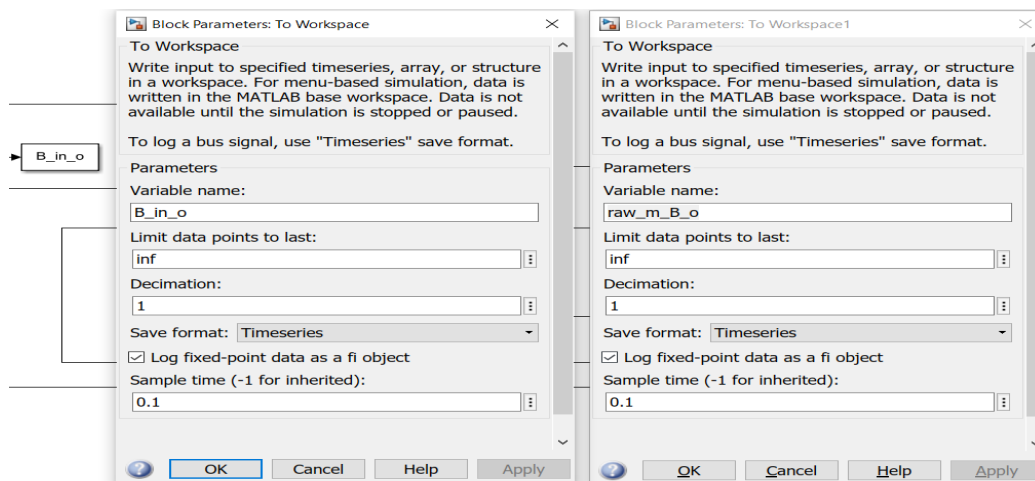 B_in_o
Block Parameters: To Workspace
To Workspace
Write input to specified timeseries, array, or structure
in a workspace. For menu-based simulation, data is
written in the MATLAB base workspace. Data is not
available until the simulation is stopped or paused.
To log a bus signal, use "Timeseries" save format.
Parameters
Variable name:
B_in_o
Limit data points to last:
inf
Decimation:
1
Save format: Timeseries
Log fixed-point data as a fi object
Sample time (-1 for inherited):
0.1
OK Cancel Help Apply
Block Parameters: To Workspace1
To Workspace
Write input to specified timeseries, array, or structure
in a workspace. For menu-based simulation, data is
written in the MATLAB base workspace. Data is not
available until the simulation is stopped or paused.
To log a bus signal, use "Timeseries" save format.
Parameters
Variable name:
raw_m_B_o
Limit data points to last:
inf
Decimation:
1
Save format: Timeseries
Log fixed-point data as a fi object
Sample time (-1 for inherited):
0.1
OK Cancel Help Apply